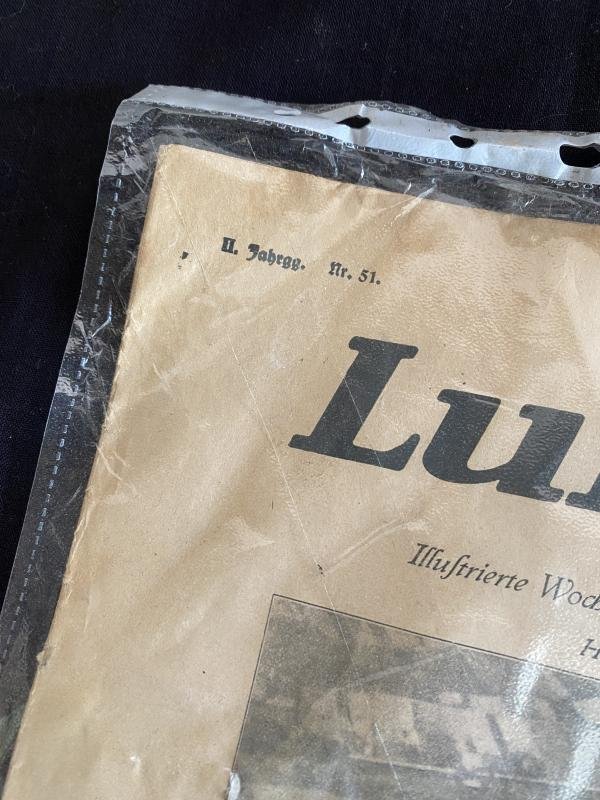 II. Jahrgg. Nr. 51.
Lu
Illuſtrierte Woc
H